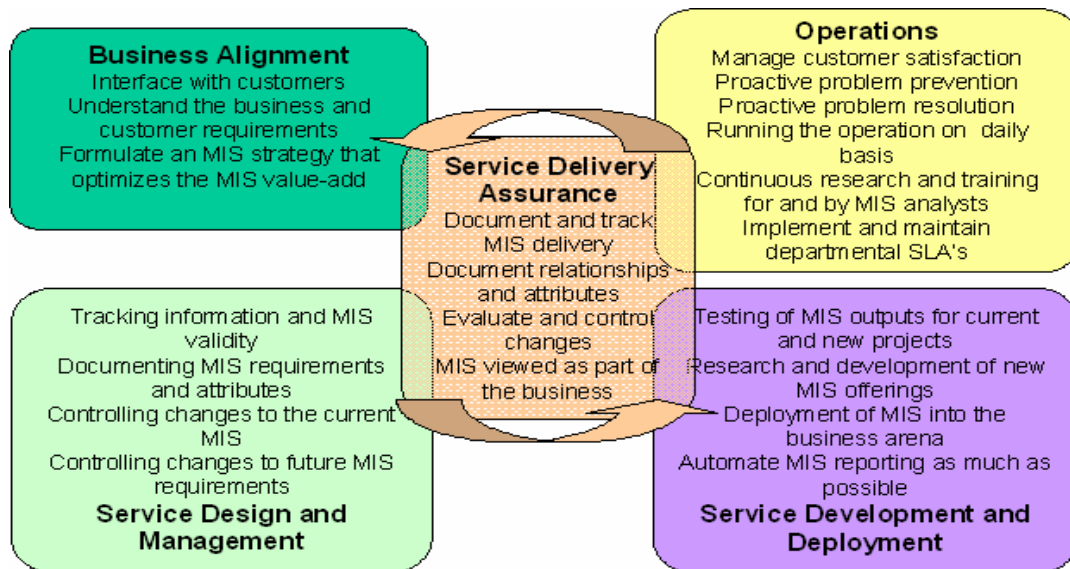 Business Alignment
Interface with customers
Understand the business and
customer requirements
Formulate an MIS strategy that
optimizes the MIS value-add
Operations
Manage customer satisfaction
Proactive problem prevention
Proactive problem resolution
Running the operation on daily
basis
Continuous research and training
for and by MIS analysts
Implement and maintain
departmental SLA's
Service Delivery
Assurance
Document and track
MIS delivery
Document relationships
and attributes
Evaluate and control
changes
MIS viewed as part of
the business
Tracking information and MIS
validity
Documenting MIS requirements
and attributes
Controlling changes to the current
MIS
Controlling changes to future MIS
requirements
Service Design and
Management
Testing of MIS outputs for current
and new projects
Research and development of new
MIS offerings
Deployment of MIS into the
business arena
Automate MIS reporting as much as
possible
Service Development and
Deployment